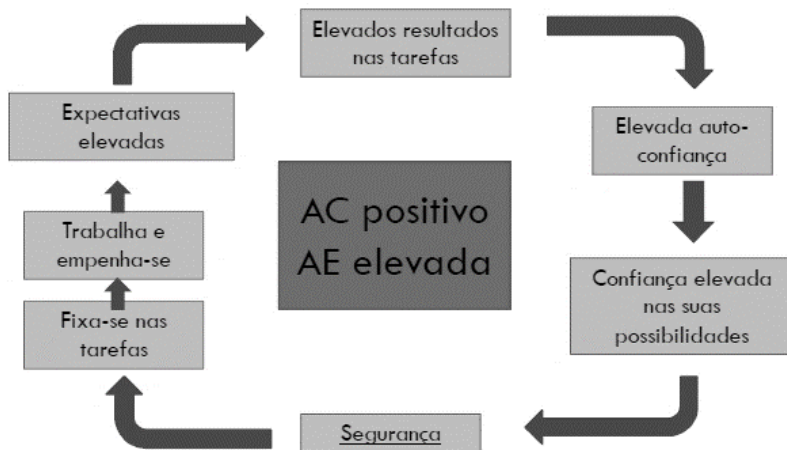 Elevados resultados
nas tarefas
Expectativas
elevadas
Elevada auto-
confiança
AC positivo
AE elevada
Trabalha e
empenha-se
Confiança elevada
nas suas
possibilidades
Fixa-se nas
tarefas
Segurança